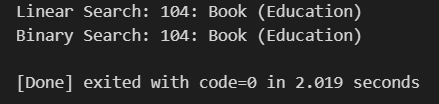 Linear Search: 104: Book (Education)
Binary Search: 104: Book (Education)
[Done] exited with code=0 in 2.019 seconds